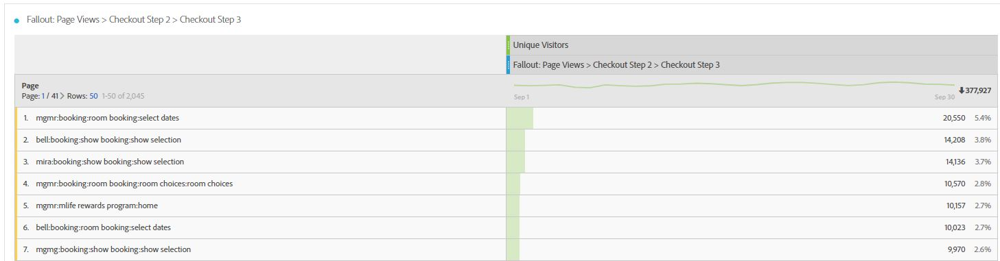 Fallout: Page Views > Checkout Step 2 > Checkout Step 3
Unique Visitors
Fallout: Page Views > Checkout Step 2 > Checkout Step 3
Page
Page: 1 / 41 > Rows: 50 1-50 of 2,045
Sep 1
Sep 30
377,927
1. mgmr:booking:room booking:select dates 20,550 5.4%
2. bell:booking:show booking:show selection 14,208 3.8%
3. mira:booking:show booking:show selection 14,136 3.7%
4. mgmr:booking:room booking:room choices:room choices 10,570 2.8%
5. mgmr:mlife rewards program:home 10,157 2.7%
6. bell:booking:room booking:select dates 10,023 2.7%
7. mgmg:booking:show booking:show selection 9,970 2.6%